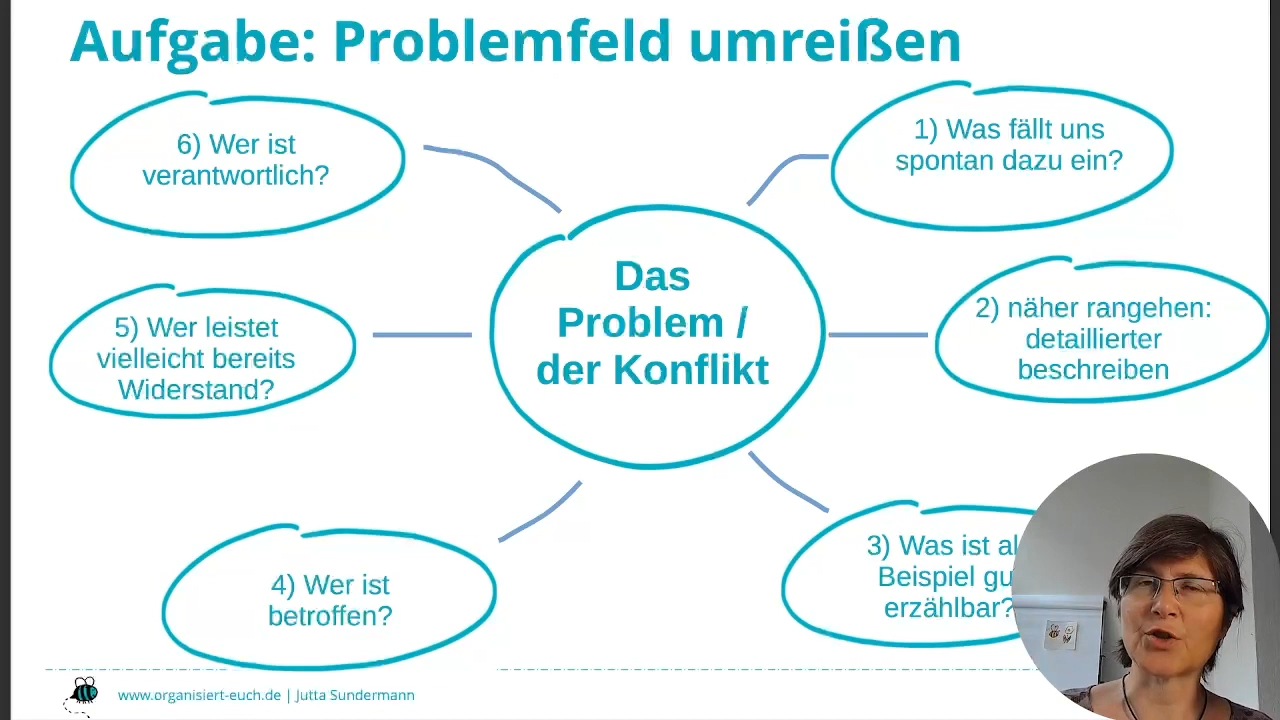 Aufgabe: Problemfeld umreißen
6) Wer ist
verantwortlich?
1) Was fällt uns
spontan dazu ein?
Das
Problem /
der Konflikt
2) näher rangehen:
detaillierter
beschreiben
5) Wer leistet
vielleicht bereits
Widerstand?
3) Was ist
Beispiel
erzählbar?
4) Wer ist
betroffen?
www.organisiert-euch.de | Jutta Sundermann